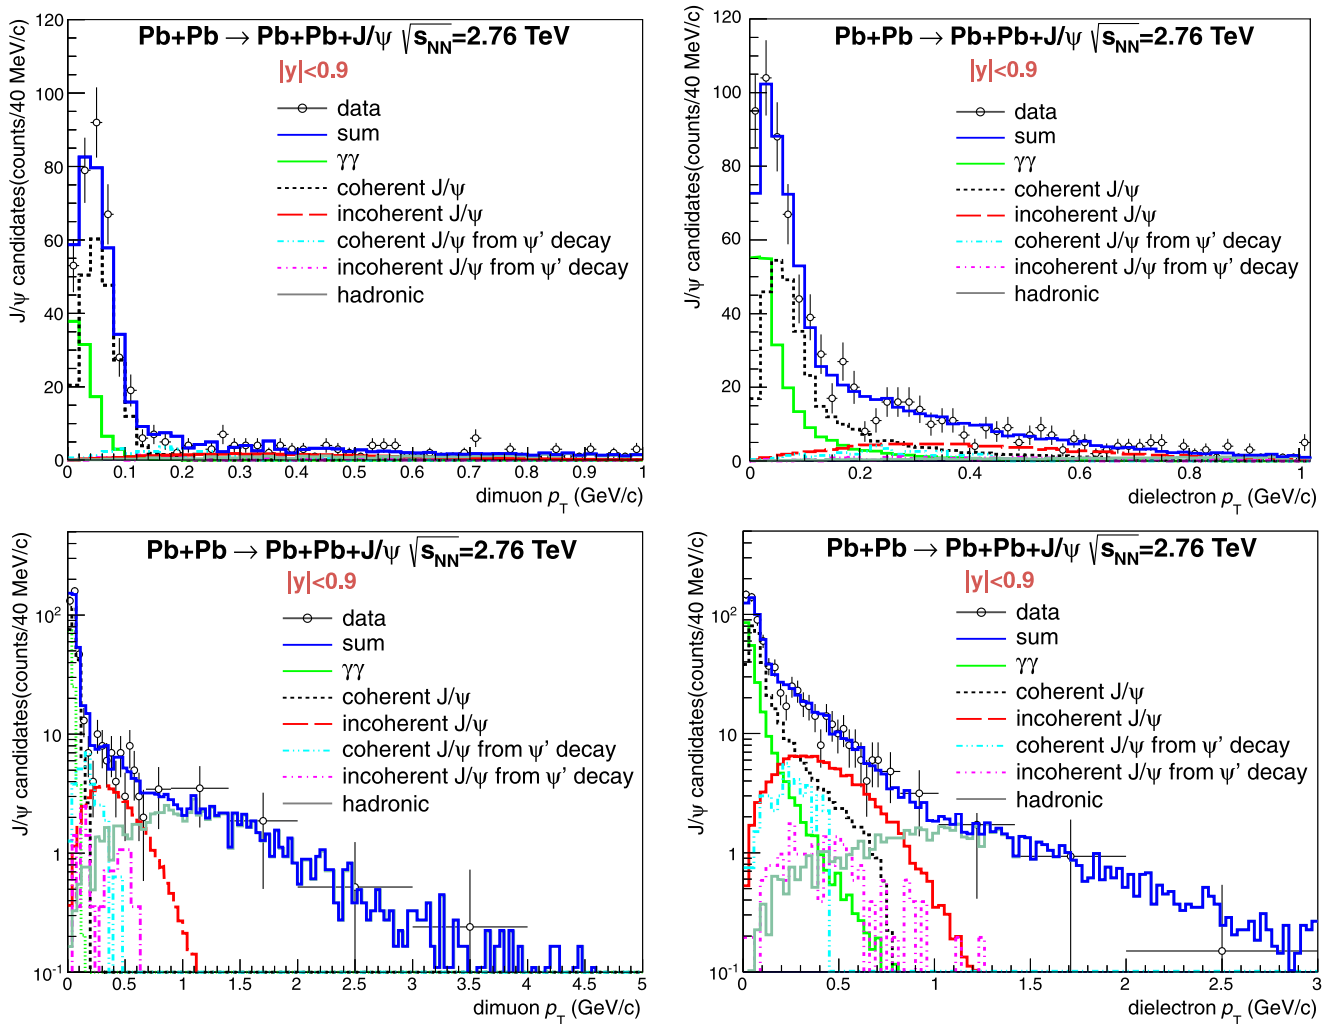 Pb+Pb → Pb+Pb+J/ψ √sNN=2.76 TeV
|y|<0.9
data
sum
γγ
coherent J/ψ
incoherent J/ψ
coherent J/ψ from ψ' decay
incoherent J/ψ from ψ' decay
hadronic
J/ψ candidates(counts/40 MeV/c)
120
100
80
60
40
20
0
0 0.1 0.2 0.3 0.4 0.5 0.6 0.7 0.8 0.9 1
dimuon pT (GeV/c)
Pb+Pb → Pb+Pb+J/ψ √sNN=2.76 TeV
|y|<0.9
data
sum
γγ
coherent J/ψ
incoherent J/ψ
coherent J/ψ from ψ' decay
incoherent J/ψ from ψ' decay
hadronic
J/ψ candidates(counts/40 MeV/c)
120
100
80
60
40
20
0
0 0.2 0.4 0.6 0.8 1
dielectron pT (GeV/c)
Pb+Pb → Pb+Pb+J/ψ √sNN=2.76 TeV
|y|<0.9
data
sum
γγ
coherent J/ψ
incoherent J/ψ
coherent J/ψ from ψ' decay
incoherent J/ψ from ψ' decay
hadronic
J/ψ candidates(counts/40 MeV/c)
10²
10
1
10⁻¹
0 0.5 1 1.5 2 2.5 3 3.5 4 4.5 5
dimuon pT (GeV/c)
Pb+Pb → Pb+Pb+J/ψ √sNN=2.76 TeV
|y|<0.9
data
sum
γγ
coherent J/ψ
incoherent J/ψ
coherent J/ψ from ψ' decay
incoherent J/ψ from ψ' decay
hadronic
J/ψ candidates(counts/40 MeV/c)
10²
10
1
10⁻¹
0 0.5 1 1.5 2 2.5 3
dielectron pT (GeV/c)